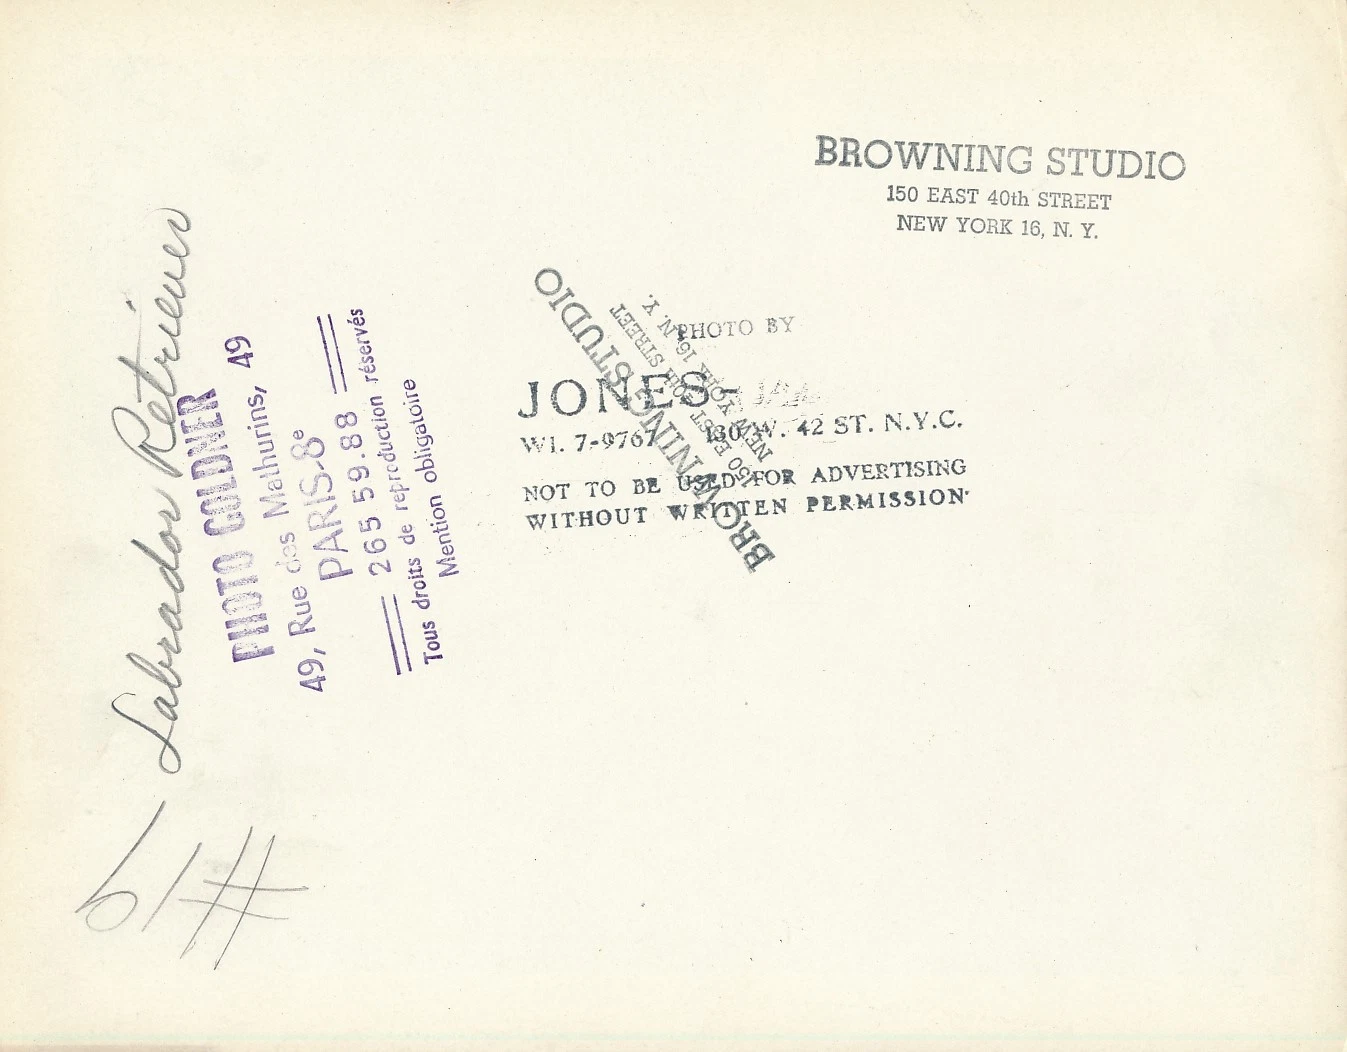 BROWNING STUDIO
150 EAST 40th STREET
NEW YORK 16, N. Y.
BROWNING STUDIO
150 EAST 40th STREET
NEW YORK 16, N. Y.
PHOTO BY
JONES
WI. 7-9767 130 W. 42 ST. N.Y.C.
NOT TO BE USED FOR ADVERTISING
WITHOUT WRITTEN PERMISSION
Labrador Retriever
PHOTO COLDNER
49, Rue des Mathurins, 49
PARIS-8e
265 59.88
Tous droits de reproduction réservés
Mention obligatoire